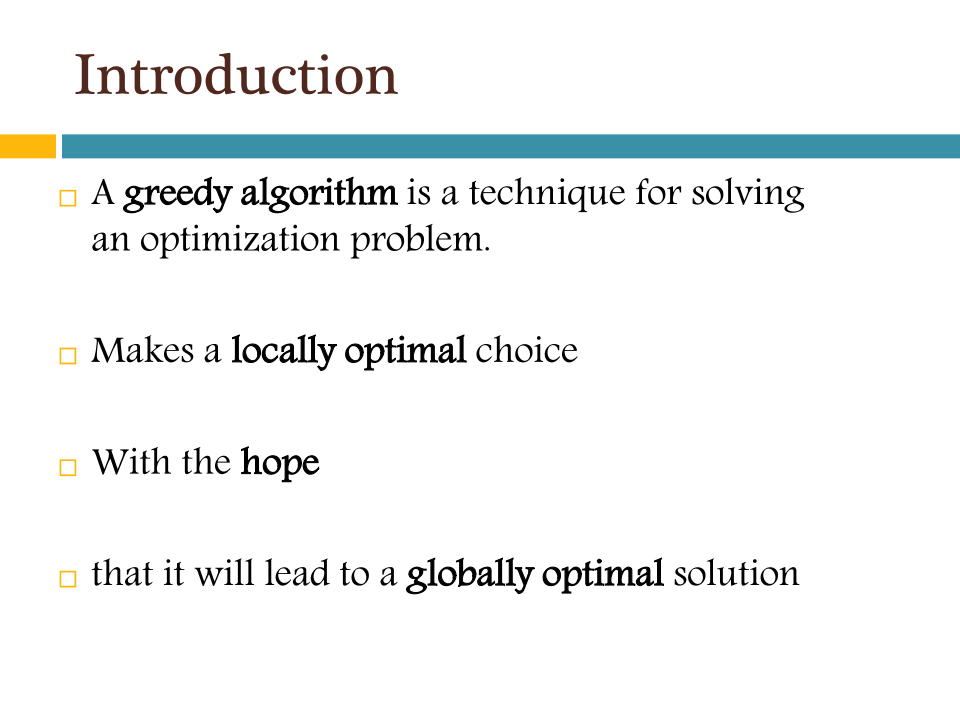 Introduction
A greedy algorithm is a technique for solving
an optimization problem.
Makes a locally optimal choice
With the hope
that it will lead to a globally optimal solution